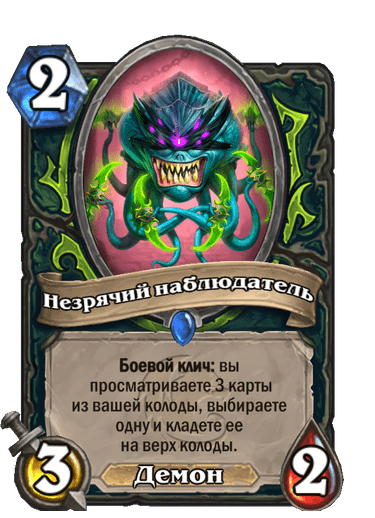 2
Незрячий наблюдатель
Боевой клич: вы
просматриваете 3 карты
из вашей колоды, выбираете
одну и кладете ее
на верх колоды.
3
Демон
2